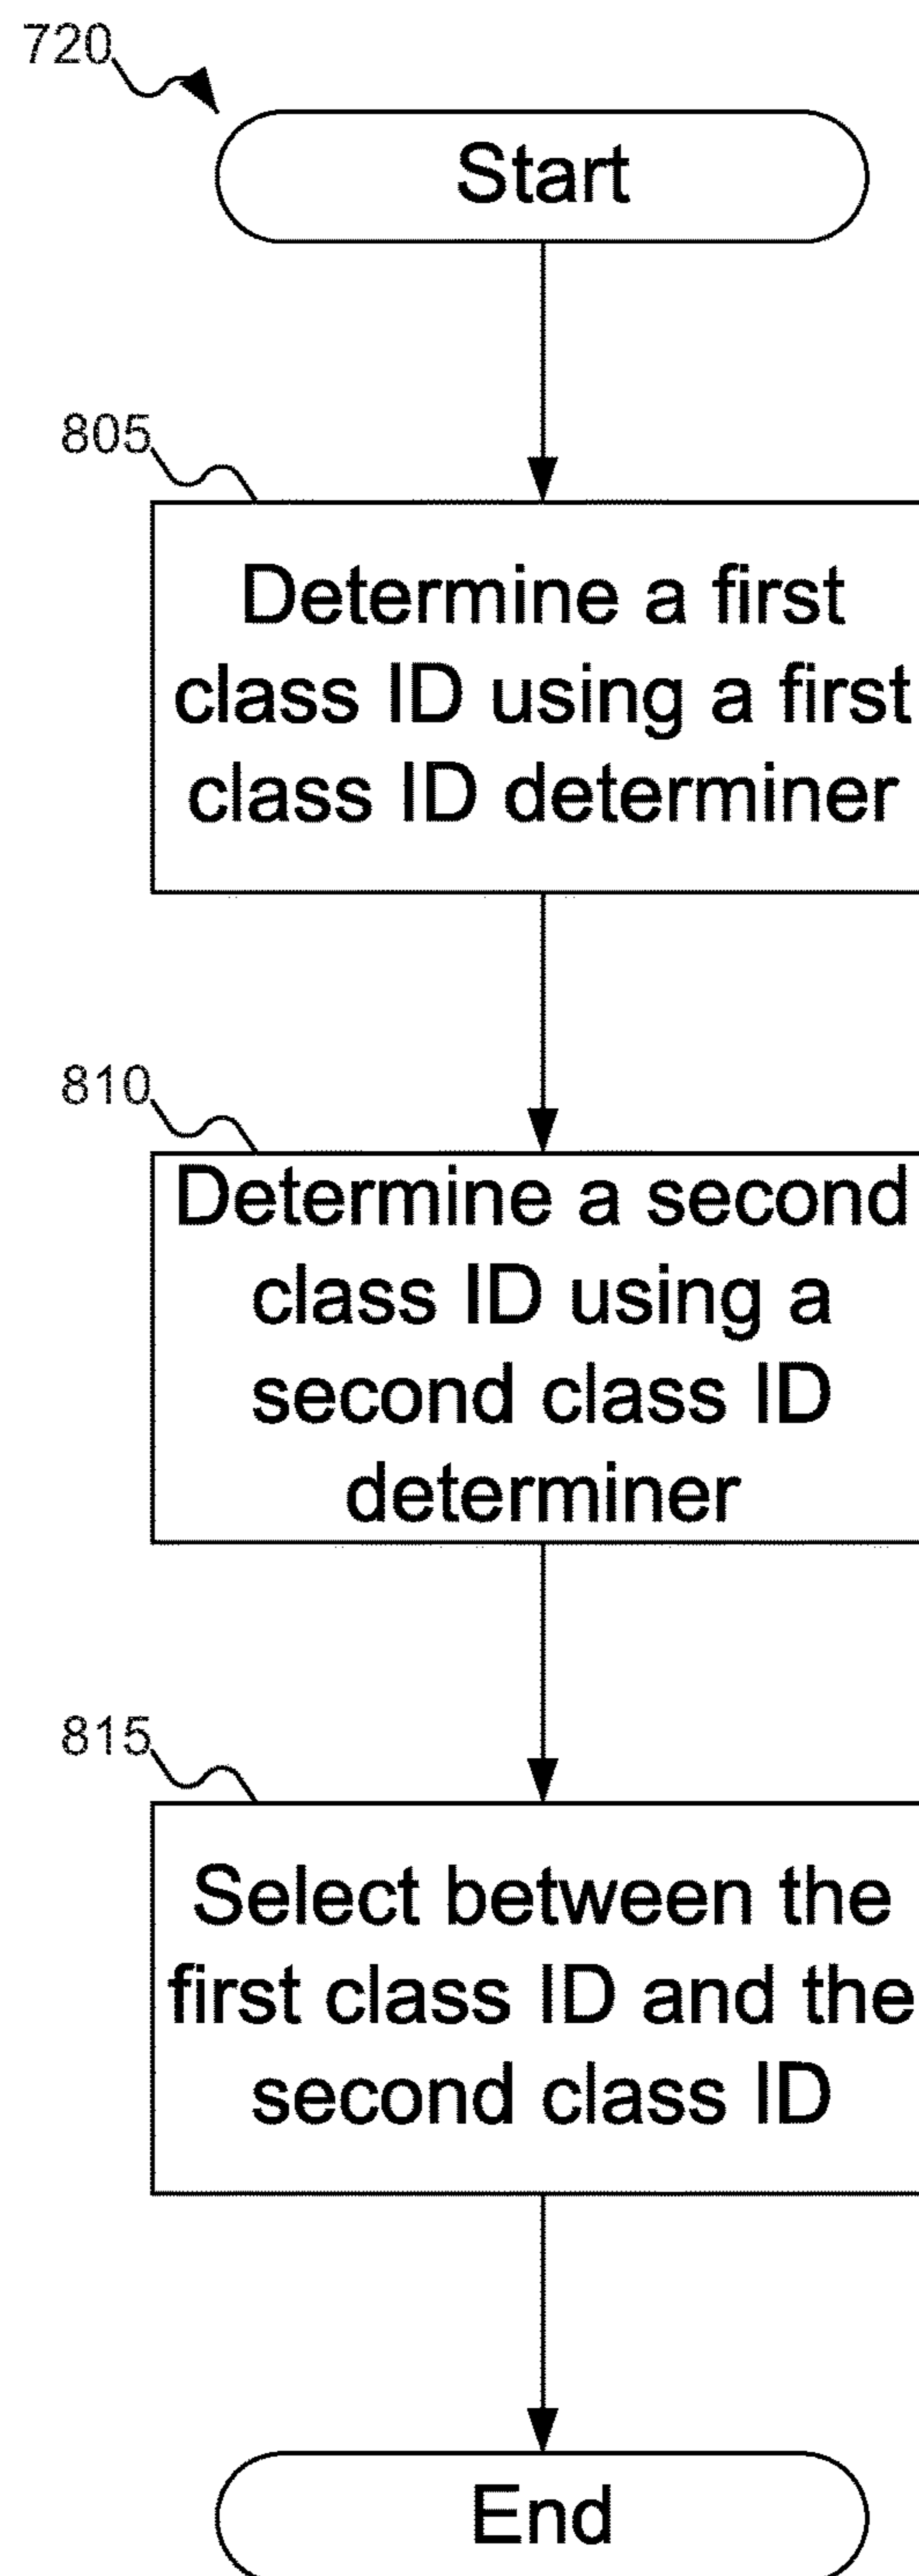 720
Start
805
Determine a first
class ID using a first
class ID determiner
810
Determine a second
class ID using a
second class ID
determiner
815
Select between the
first class ID and the
second class ID
End